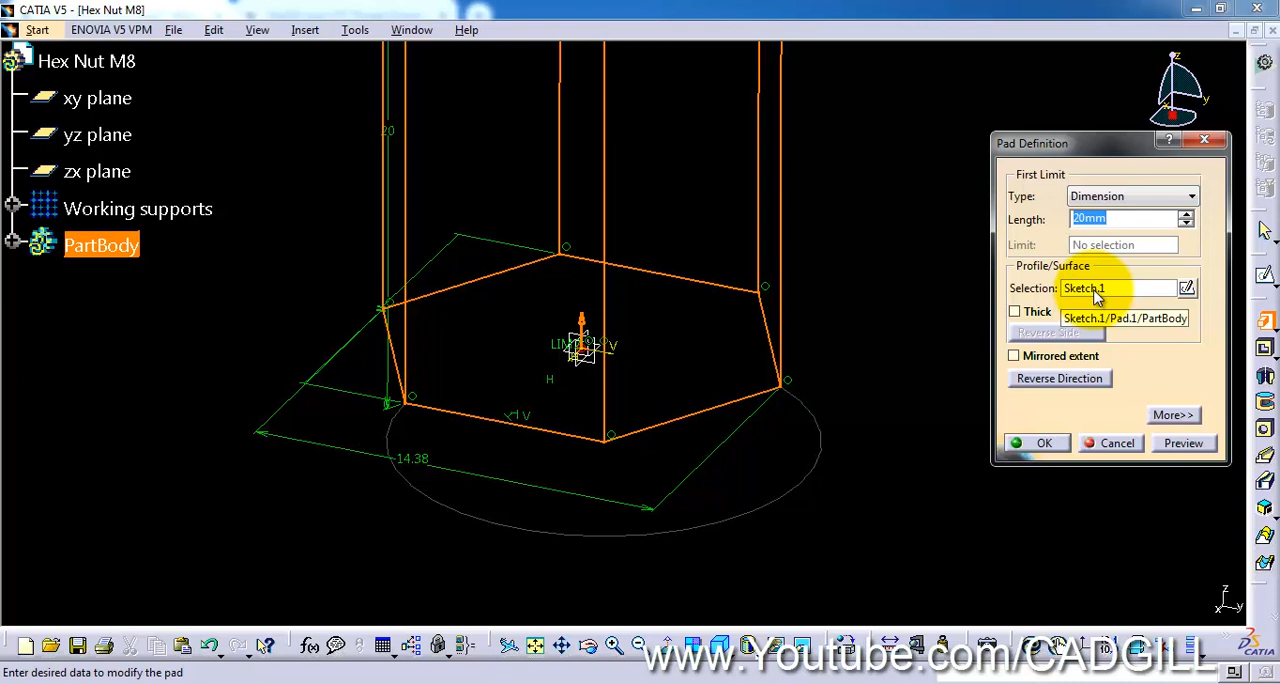 CATIA V5 - [Hex Nut M8]
Start ENOVIA V5 VPM File Edit View Insert Tools Window Help
Hex Nut M8
xy plane
yz plane
zx plane
Working supports
PartBody
20
14.38
H
V
V
z
y
x
Pad Definition
?
First Limit
Type: Dimension
Length: 20mm
Limit: No selection
Profile/Surface
Selection: Sketch.1
Thick
Sketch.1/Pad.1/PartBody
Reverse Side
Mirrored extent
Reverse Direction
More>>
OK Cancel Preview
z
x y
f(x)
www.Youtube.com/CADGILL
CATIA
Enter desired data to modify the pad